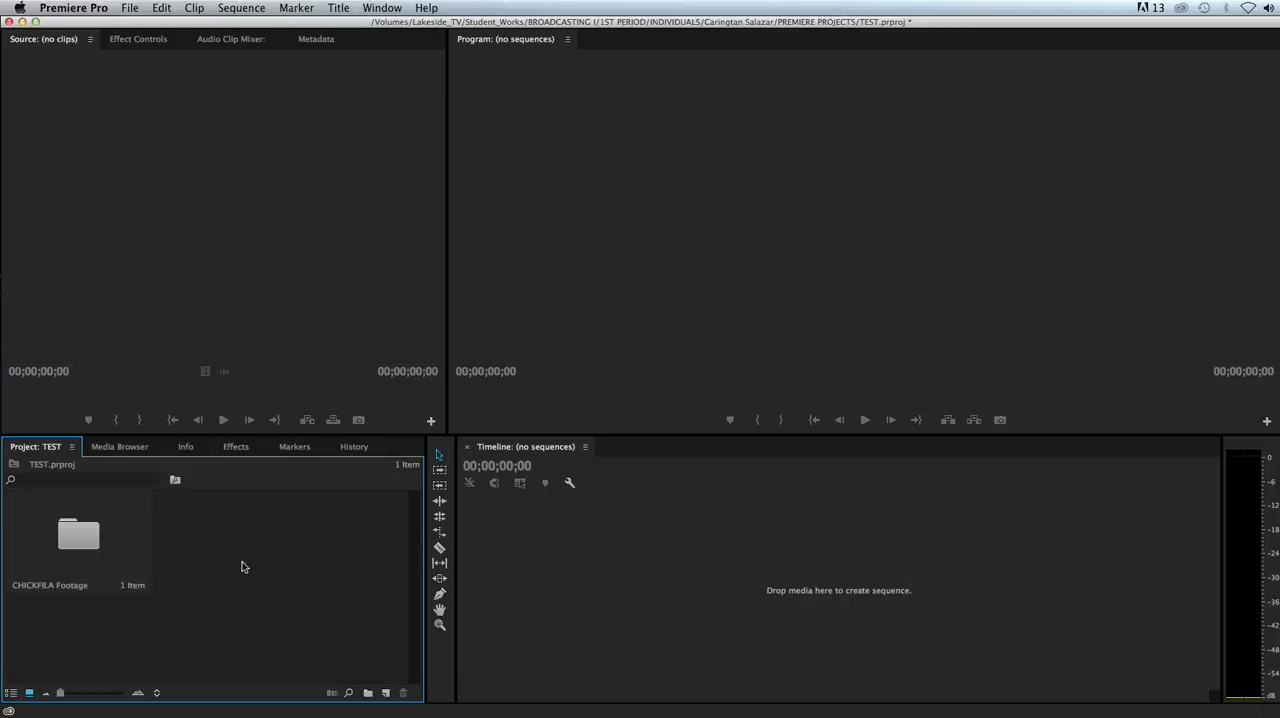 Premiere Pro File Edit Clip Sequence Marker Title Window Help 13
/Volumes/Lakeside_TV/Student_Works/BROADCASTING I/1ST PERIOD/INDIVIDUALS/Caringtan Salazar/PREMIERE PROJECTS/TEST.prproj *
Source: (no clips) Effect Controls Audio Clip Mixer: Metadata
Program: (no sequences)
00;00;00;00 00;00;00;00
00;00;00;00 00;00;00;00
Project: TEST Media Browser Info Effects Markers History
TEST.prproj 1 Item
CHICKFILA Footage 1 Item
× Timeline: (no sequences)
00;00;00;00
Drop media here to create sequence.
0
-6
-12
-18
-24
-30
-36
-42
-48
-54
dB